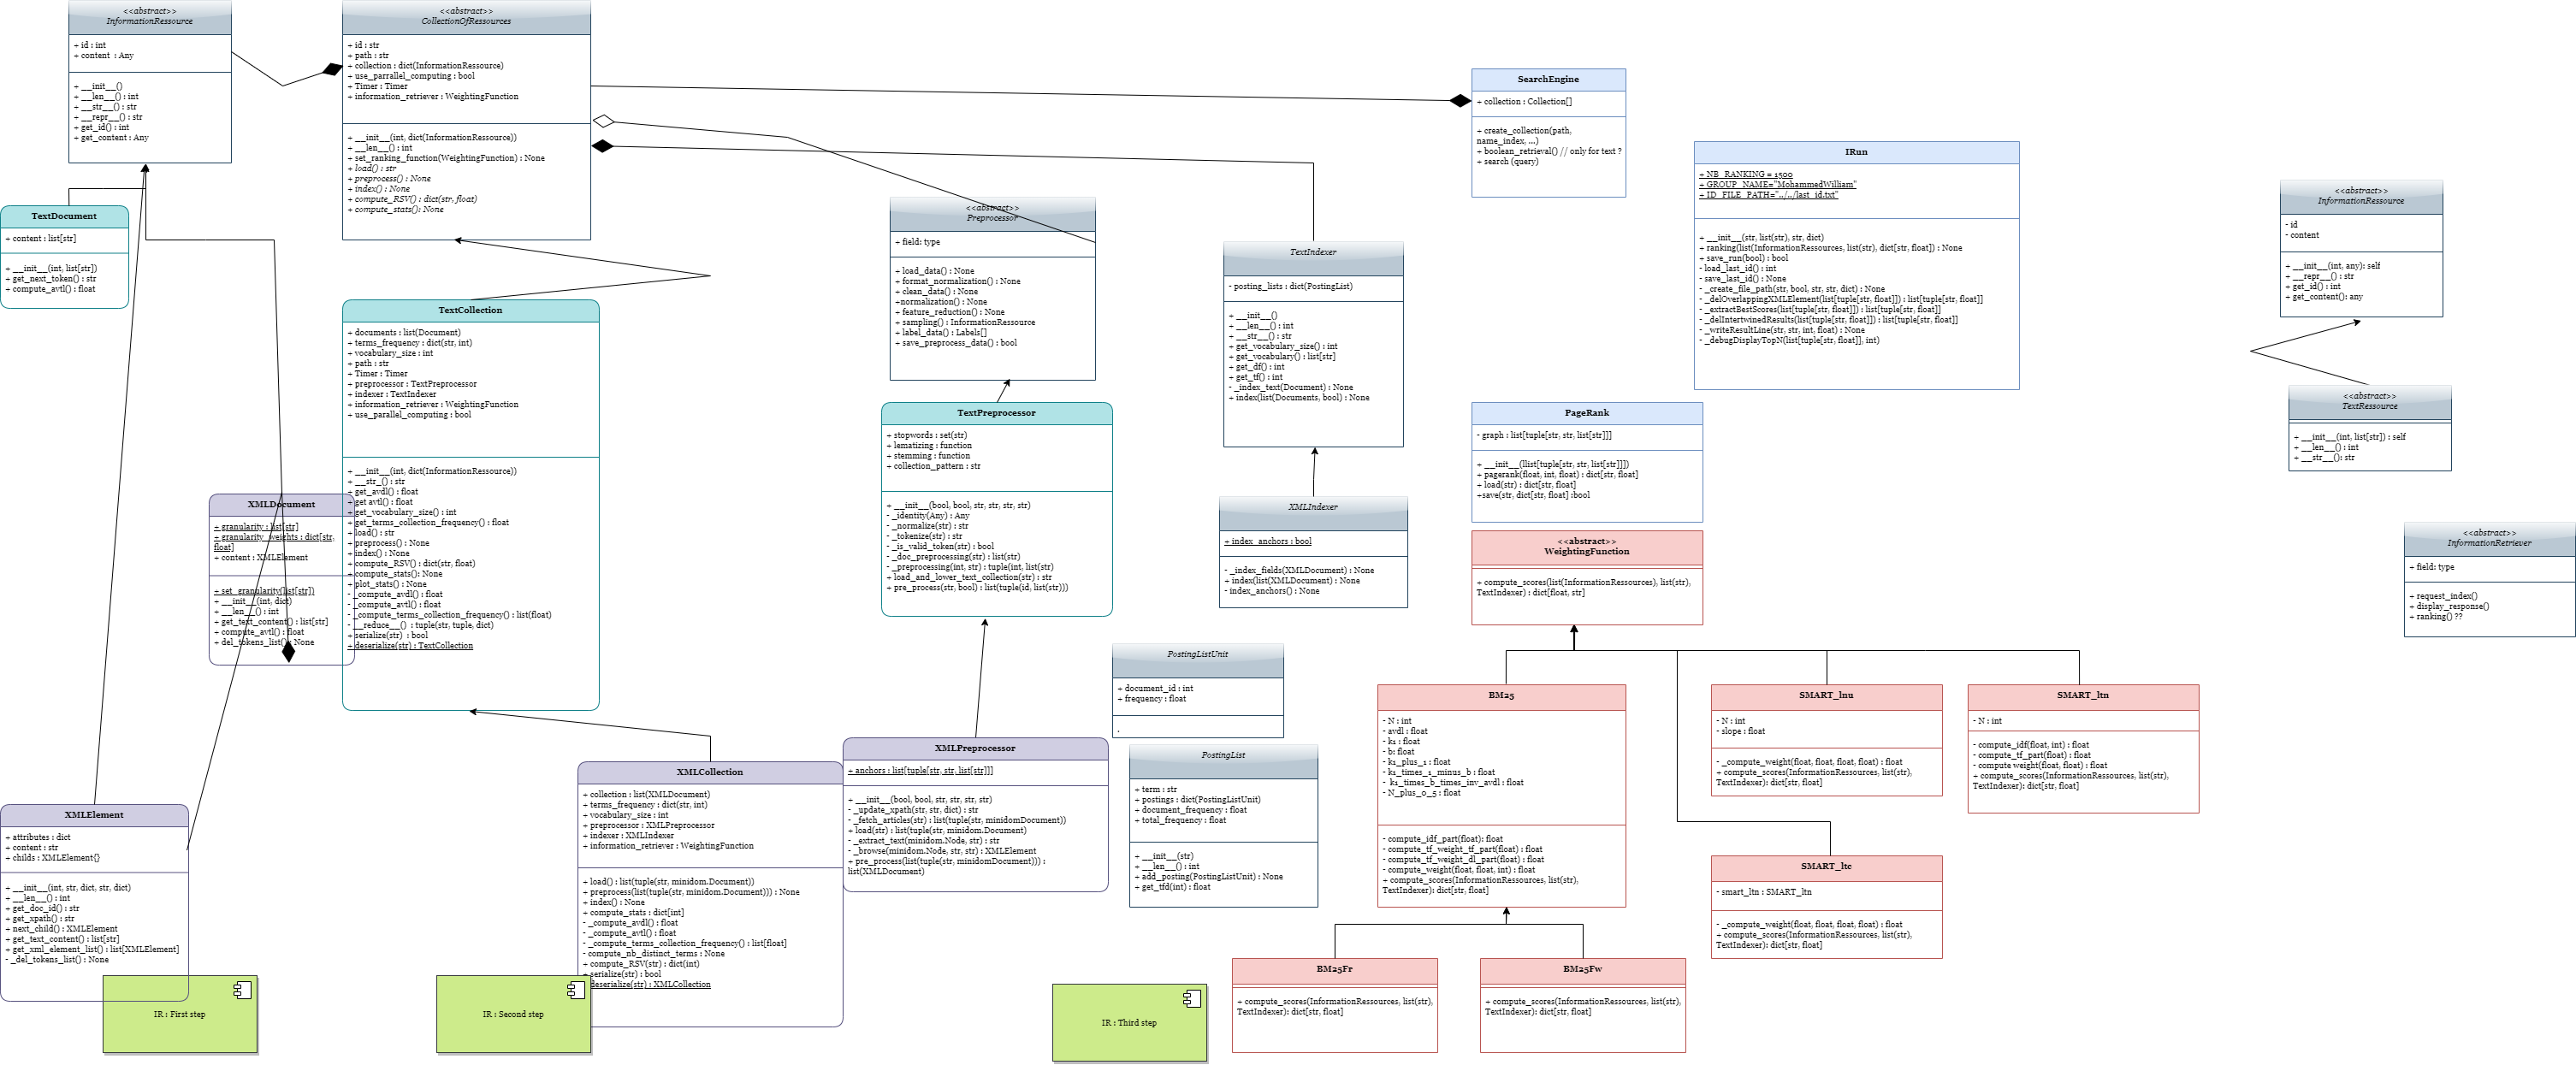 <<abstract>>
InformationRessource
+ id : int
+ content  : Any
+ __init__()
+ __len__() : int
+ __str__() : str
+ __repr__() : str
+ get_id() : int
+ get_content : Any
<<abstract>>
CollectionOfRessources
+ id : str
+ path : str
+ collection : dict(InformationRessource)
+ use_parrallel_computing : bool
+ Timer : Timer
+ information_retriever : WeightingFunction
+ __init__(int, dict(InformationRessource))
+ __len__() : int
+ set_ranking_function(WeightingFunction) : None
+ load() : str
+ preprocess() : None
+ index() : None
+ compute_RSV() : dict(str, float)
+ compute_stats(): None
SearchEngine
+ collection : Collection[]
+ create_collection(path,
name_index, ...)
+ boolean_retrieval() // only for text ?
+ search (query)
IRun
+ NB_RANKING = 1500
+ GROUP_NAME="MohammedWilliam"
+ ID_FILE_PATH="../../last_id.txt"
+ __init__(str, list(str), str, dict)
+ ranking(list(InformationRessources, list(str), dict[str, float]) : None
+ save_run(bool) : bool
- load_last_id() : int
- save_last_id() : None
- _create_file_path(str, bool, str, str, dict) : None
- _delOverlappingXMLElement(list[tuple[str, float]]) : list[tuple[str, float]]
- _extractBestScores(list[tuple[str, float]]) : list[tuple[str, float]]
- _delIntertwinedResults(list[tuple[str, float]]) : list[tuple[str, float]]
- _writeResultLine(str, str, int, float) : None
- _debugDisplayTopN(list[tuple[str, float]], int)
<<abstract>>
InformationRessource
- id
- content
+ __init__(int, any): self
+ __repr__() : str
+ get_id() : int
+ get_content(): any
TextDocument
+ content : list[str]
+ __init__(int, list[str])
+ get_next_token() : str
+ compute_avtl() : float
<<abstract>>
Preprocessor
+ field: type
+ load_data() : None
+ format_normalization() : None
+ clean_data() : None
+normalization() : None
+ feature_reduction() : None
+ sampling() : InformationRessource
+ label_data() : Labels[]
+ save_preprocess_data() : bool
TextIndexer
- posting_lists : dict(PostingList)
+ __init__()
+ __len__() : int
+ __str__() : str
+ get_vocabulary_size() : int
+ get_vocabulary() : list[str]
+ get_df() : int
+ get_tf() : int
- _index_text(Document) : None
+ index(list(Documents, bool) : None
TextCollection
+ documents : list(Document)
+ terms_frequency : dict(str, int)
+ vocabulary_size : int
+ path : str
+ Timer : Timer
+ preprocessor : TextPreprocessor
+ indexer : TextIndexer
+ information_retriever : WeightingFunction
+ use_parallel_computing : bool
+ __init__(int, dict(InformationRessource))
+ ___str_() : str
+ get_avdl() : float
+ get avtl() : float
+ get_vocabulary_size() : int
+ get_terms_collection_frequency() : float
+ load() : str
+ preprocess() : None
+ index() : None
+ compute_RSV() : dict(str, float)
+ compute_stats(): None
+ plot_stats() : None
- _compute_avdl() : float
- _compute_avtl() : float
- _compute_terms_collection_frequency() : list(float)
- __reduce__()  : tuple(str, tuple, dict)
+ serialize(str)  : bool
+ deserialize(str) : TextCollection
<<abstract>>
TextRessource
+ __init__(int, list[str]) : self
+ __len__() : int
+ __str__(): str
TextPreprocessor
+ stopwords : set(str)
+ lematizing : function
+ stemming : function
+ collection_pattern : str
+ __init__(bool, bool, str, str, str, str)
- _identity(Any) : Any
- _normalize(str) : str
- _tokenize(str) : str
- _is_valid_token(str) : bool
- _doc_preprocessing(str) : list(str)
- _preprocessing(int, str) : tuple(int, list(str)
+ load_and_lower_text_collection(str) : str
+ pre_process(str, bool) : list(tuple(id, list(str)))
PageRank
- graph : list[tuple[str, str, list[str]]]
+ __init__(llist[tuple[str, str, list[str]]])
+ pagerank(float, int, float) : dict[str, float]
+ load(str) : dict[str, float]
+save(str, dict[str, float] :bool
XMLDocument
+ granularity : list[str]
+ granularity_weights : dict[str,
float]
+ content : XMLElement
+ set_granularity(list[str])
+ __init__(int, dict)
+ __len__() : int
+ get_text_content() : list[str]
+ compute_avtl() : float
+ del_tokens_list() : None
XMLIndexer
+ index_anchors : bool
- _index_fields(XMLDocument) : None
+ index(list(XMLDocument) : None
- index_anchors() : None
<<abstract>>
WeightingFunction
+ compute_scores(list(InformationRessources), list(str),
TextIndexer) : dict[float, str]
<<abstract>>
InformationRetriever
+ field: type
+ request_index()
+ display_response()
+ ranking() ??
PostingListUnit
+ document_id : int
+ frequency : float
.
BM25
- N : int
- avdl : float
- k1 : float
- b: float
- k1_plus_1 : float
- k1_times_1_minus_b : float
-  k1_times_b_times_inv_avdl : float
- N_plus_0_5 : float
- compute_idf_part(float): float
- compute_tf_weight_tf_part(float) : float
- compute_tf_weight_dl_part(float) : float
- compute_weight(float, float, int) : float
+ compute_scores(InformationRessources, list(str),
TextIndexer): dict[str, float]
SMART_lnu
- N : int
- slope : float
- _compute_weight(float, float, float, float) : float
+ compute_scores(InformationRessources, list(str),
TextIndexer): dict[str, float]
SMART_ltn
- N : int
- compute_idf(float, int) : float
- compute_tf_part(float) : float
- compute weight(float, float) : float
+ compute_scores(InformationRessources, list(str),
TextIndexer): dict[str, float]
PostingList
+ term : str
+ postings : dict(PostingListUnit)
+ document_frequency : float
+ total_frequency : float
+ __init__(str)
+ __len__() : int
+ add_posting(PostingListUnit) : None
+ get_tfd(int) : float
XMLPreprocessor
+ anchors : list[tuple[str, str, list[str]]]
+ __init__(bool, bool, str, str, str, str)
- _update_xpath(str, str, dict) : str
- _fetch_articles(str) : list(tuple(str, minidomDocument))
+ load(str) : list(tuple(str, minidom.Document)
- _extract_text(minidom.Node, str) : str
- _browse(minidom.Node, str, str) : XMLElement
+ pre_process(list(tuple(str, minidomDocument))) :
list(XMLDocument)
XMLCollection
+ collection : list(XMLDocument)
+ terms_frequency : dict(str, int)
+ vocabulary_size : int
+ preprocessor : XMLPreprocessor
+ indexer : XMLIndexer
+ information_retriever : WeightingFunction
+ load() : list(tuple(str, minidom.Document))
+ preprocess(list(tuple(str, minidom.Document))) : None
+ index() : None
+ compute_stats : dict[int]
- _compute_avdl() : float
- _compute_avtl() : float
- _compute_terms_collection_frequency() : list[float]
- compute_nb_distinct_terms : None
+ compute_RSV(str) : dict(int)
+ serialize(str) : bool
deserialize(str) : XMLCollection
XMLElement
+ attributes : dict
+ content : str
+ childs : XMLElement{}
+ __init__(int, str, dict, str, dict)
+ __len__() : int
+ get_doc_id() : str
+ get_xpath() : str
+ next_child() : XMLElement
+ get_text_content() : list[str]
+ get_xml_element_list() : list[XMLElement]
- _del_tokens_list() : None
SMART_ltc
- smart_ltn : SMART_ltn
- _compute_weight(float, float, float, float) : float
+ compute_scores(InformationRessources, list(str),
TextIndexer): dict[str, float]
BM25Fr
+ compute_scores(InformationRessources, list(str),
TextIndexer): dict[str, float]
BM25Fw
+ compute_scores(InformationRessources, list(str),
TextIndexer): dict[str, float]
IR : First step
IR : Second step
IR : Third step